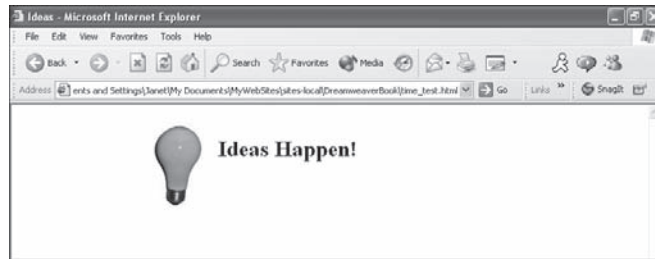 Ideas - Microsoft Internet Explorer
File Edit View Favorites Tools Help
Back Search Favorites Media
Address ents and Settings\Janet\My Documents\MyWebSites\sites-local\DreamweaverBook\time_test.html Go Links » SnagIt
Ideas Happen!